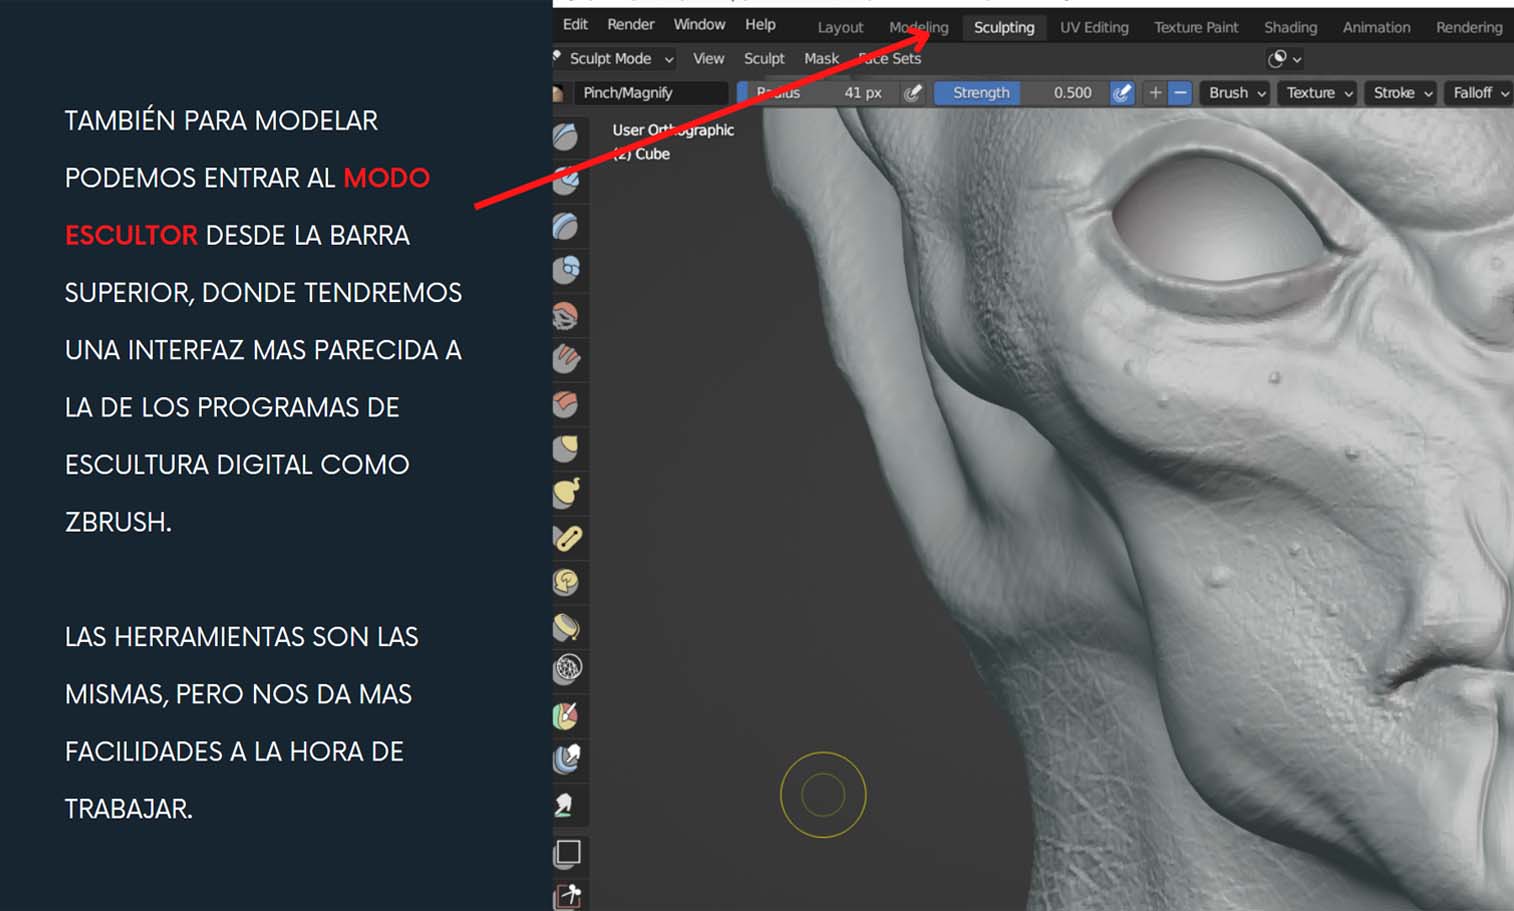 TAMBIÉN PARA MODELAR
PODEMOS ENTRAR AL MODO
ESCULTOR DESDE LA BARRA
SUPERIOR, DONDE TENDREMOS
UNA INTERFAZ MAS PARECIDA A
LA DE LOS PROGRAMAS DE
ESCULTURA DIGITAL COMO
ZBRUSH.
LAS HERRAMIENTAS SON LAS
MISMAS, PERO NOS DA MAS
FACILIDADES A LA HORA DE
TRABAJAR.
Edit Render Window Help Layout Modeling Sculpting UV Editing Texture Paint Shading Animation Rendering
Sculpt Mode View Sculpt Mask Face Sets
Pinch/Magnify Radius 41 px Strength 0.500 Brush Texture Stroke Falloff
User Orthographic
(2) Cube